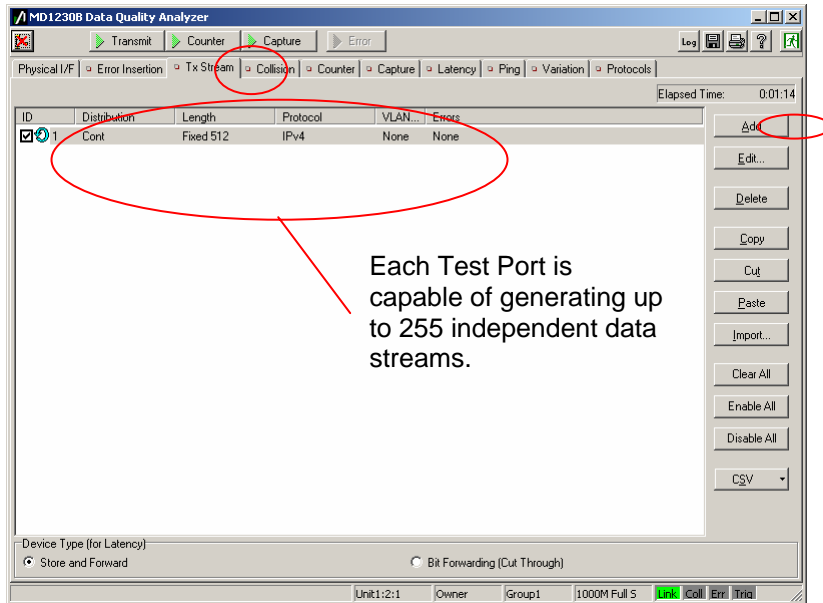 MD1230B Data Quality Analyzer
Transmit Counter Capture Error Log
Physical I/F Error Insertion Tx Stream Collision Counter Capture Latency Ping Variation Protocols
Elapsed Time: 0:01:14
ID Distribution Length Protocol VLAN... Errors
1 Cont Fixed 512 IPv4 None None
Add
Edit...
Delete
Copy
Cut
Paste
Import...
Clear All
Enable All
Disable All
CSV
Each Test Port is
capable of generating up
to 255 independent data
streams.
Device Type (for Latency)
Store and Forward Bit Forwarding (Cut Through)
Unit1:2:1 Owner Group1 1000M Full S Link Coll Err Trig